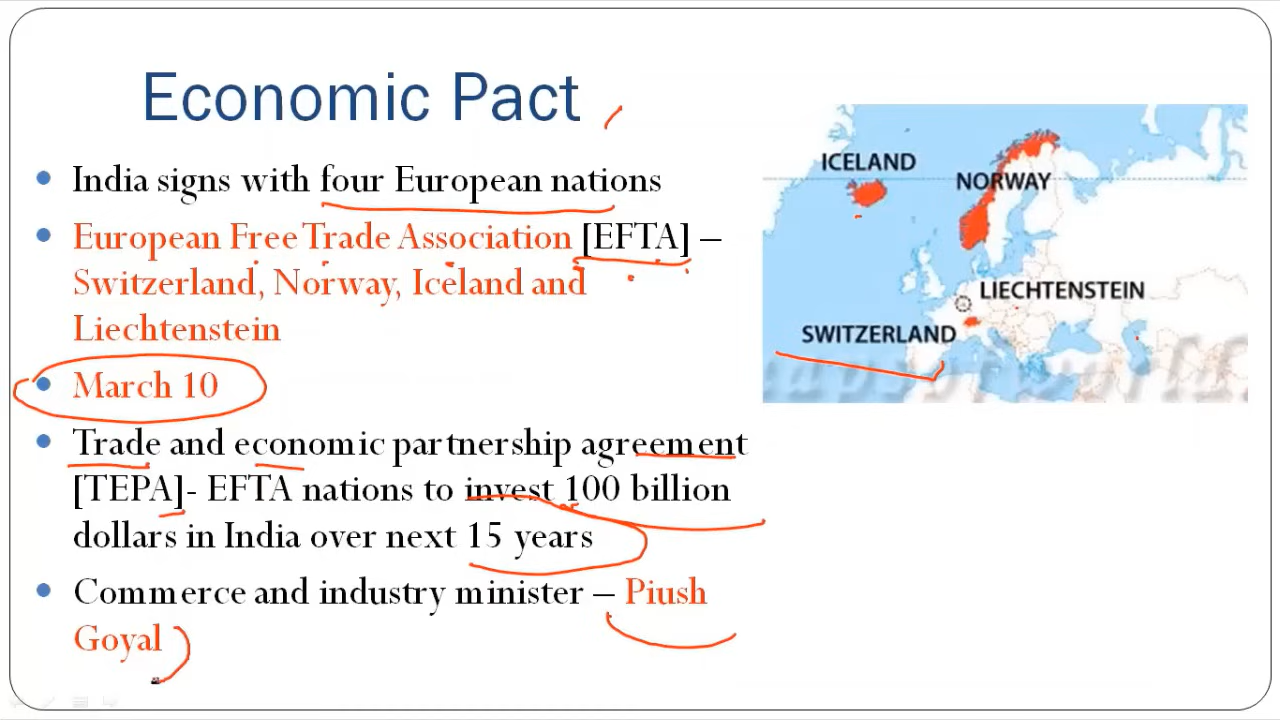 Economic Pact
India signs with four European nations
European Free Trade Association [EFTA] –
Switzerland, Norway, Iceland and
Liechtenstein
March 10
Trade and economic partnership agreement
[TEPA]- EFTA nations to invest 100 billion
dollars in India over next 15 years
Commerce and industry minister – Piush
Goyal
ICELAND
NORWAY
LIECHTENSTEIN
SWITZERLAND